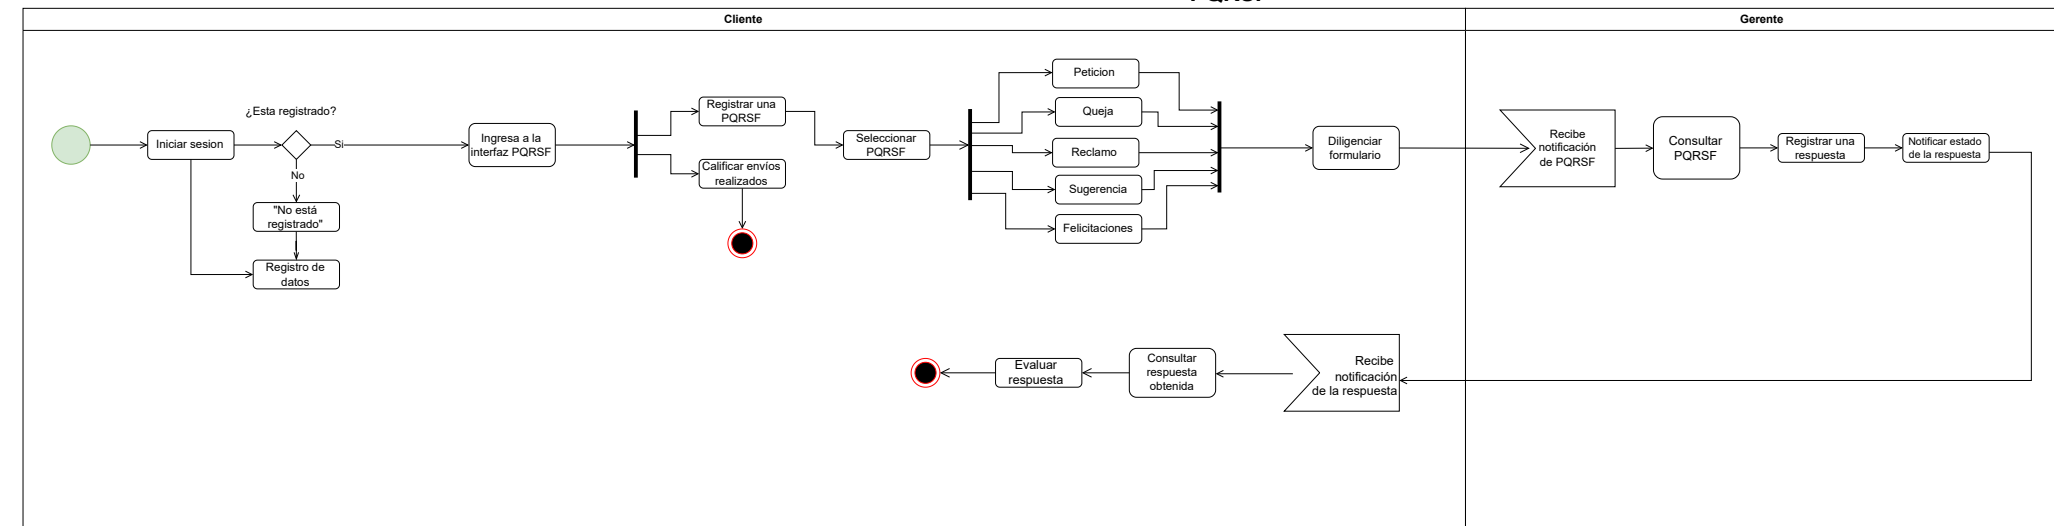 PQRSF
Cliente
Gerente
¿Esta registrado?
Iniciar sesion
Si
No
"No está
registrado"
Registro de
datos
Ingresa a la
interfaz PQRSF
Registrar una
PQRSF
Calificar envíos
realizados
Seleccionar
PQRSF
Peticion
Queja
Reclamo
Sugerencia
Felicitaciones
Diligenciar
formulario
Recibe
notificación
de PQRSF
Consultar
PQRSF
Registrar una
respuesta
Notificar estado
de la respuesta
Recibe
notificación
de la respuesta
Consultar
respuesta
obtenida
Evaluar
respuesta